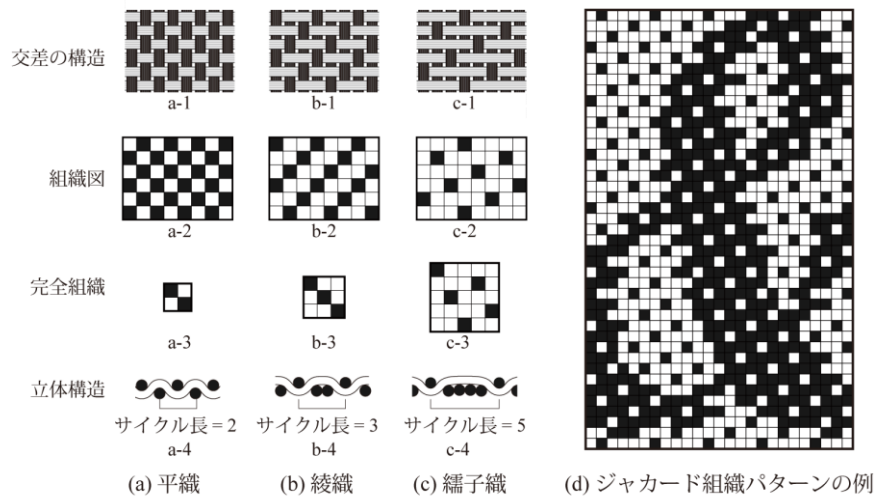 交差の構造
a-1 b-1 c-1
組織図
a-2 b-2 c-2
完全組織
a-3 b-3 c-3
立体構造
サイクル長 = 2 サイクル長 = 3 サイクル長 = 5
a-4 b-4 c-4
(a) 平織 (b) 綾織 (c) 繻子織 (d) ジャカード組織パターンの例